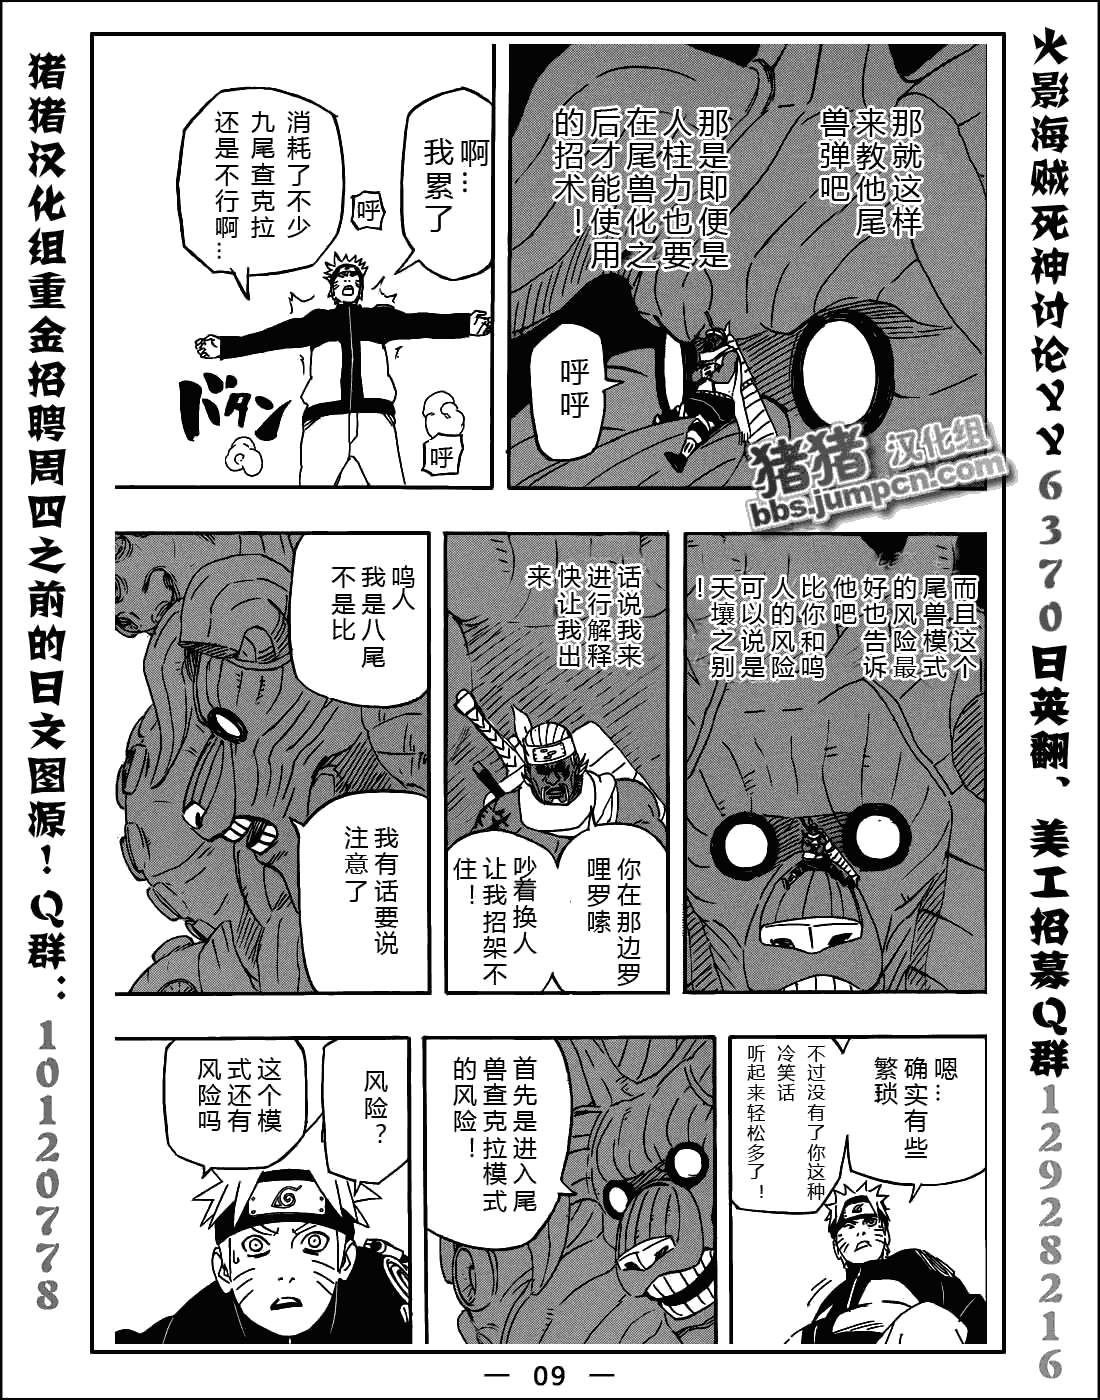 火影海贼死神讨论YY6370日英翻、美工招募Q群12928216
那就这样
来教他尾
兽弹吧
那是即便是
人柱力也要
在尾兽化之
后才能使用
的招术！
呼
呼
啊…
我累了
呼
消耗了不少
九尾查克拉
还是不行啊…
バタン
呼
猪猪汉化组
bbs.jumpcn.com
而且这个
尾兽模式
的风险最
好也告诉
他吧
比你和鸣
人的风险
可以说是
天壤之别
！
话说我来
进行解释
快让我出
来
你在那边罗
哩罗嗦
吵着换人
让我招架不
住！
鸣人
我是八尾
不是比
我有话要说
注意了
嗯…
确实有些
繁琐
不过没有了你这种
冷笑话
听起来轻松多了！
首先是进入尾
兽查克拉模式
的风险！
风险？
这个模
式还有
风险吗
猪猪汉化组重金招聘周四之前的日文图源！Q群：10120778
— 09 —